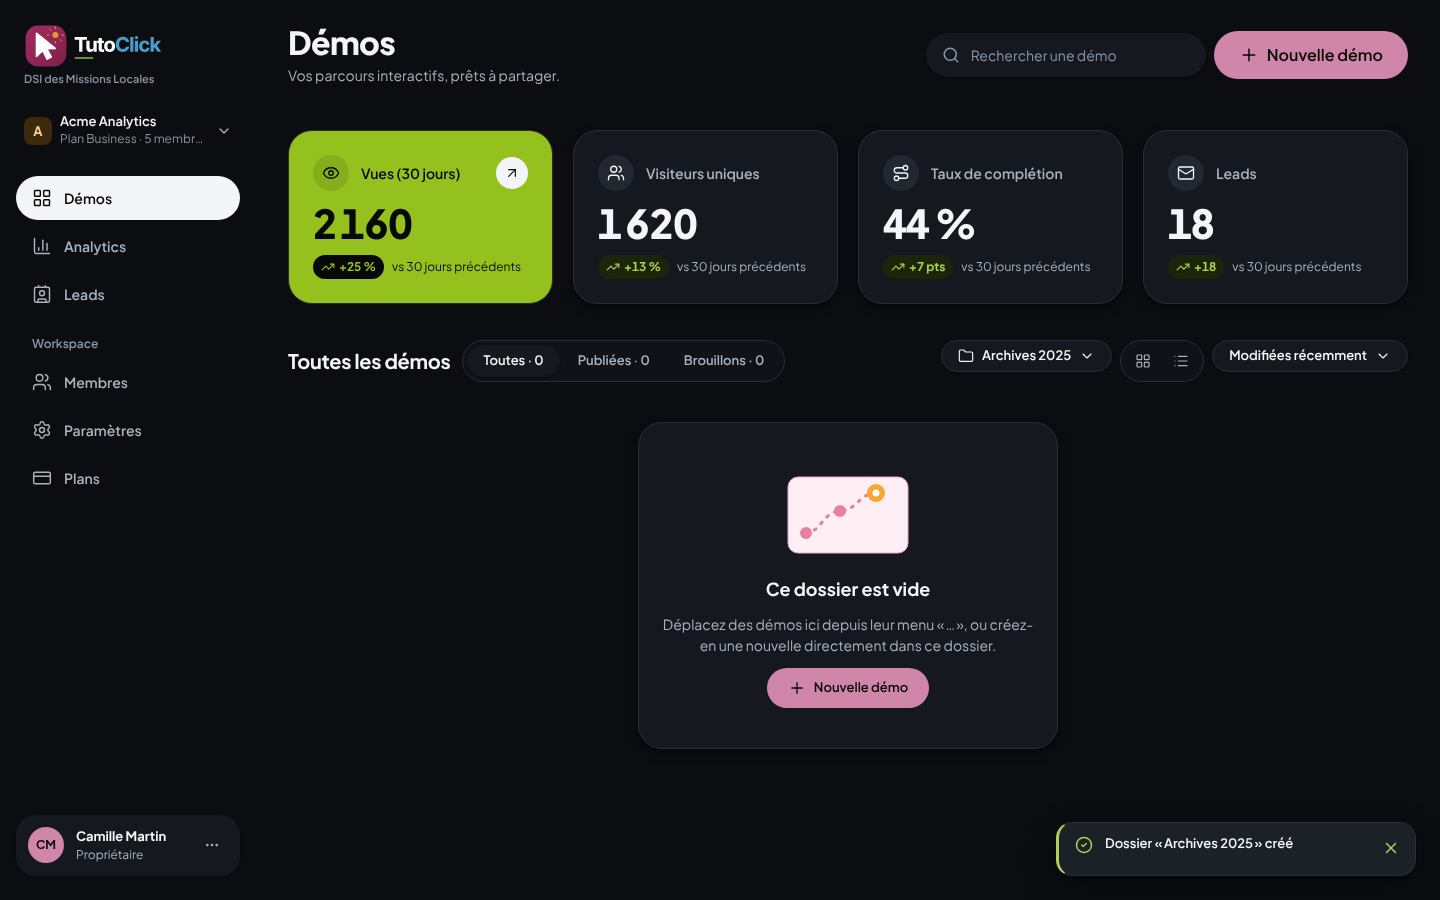 TutoClick
DSI des Missions Locales
A
Acme Analytics
Plan Business · 5 membr...
Démos
Analytics
Leads
Workspace
Membres
Paramètres
Plans
CM
Camille Martin
Propriétaire
Démos
Vos parcours interactifs, prêts à partager.
Rechercher une démo
Nouvelle démo
Vues (30 jours)
2 160
+25 % vs 30 jours précédents
Visiteurs uniques
1 620
+13 % vs 30 jours précédents
Taux de complétion
44 %
+7 pts vs 30 jours précédents
Leads
18
+18 vs 30 jours précédents
Toutes les démos
Toutes · 0
Publiées · 0
Brouillons · 0
Archives 2025
Modifiées récemment
Ce dossier est vide
Déplacez des démos ici depuis leur menu « … », ou créez-
en une nouvelle directement dans ce dossier.
Nouvelle démo
Dossier « Archives 2025 » créé